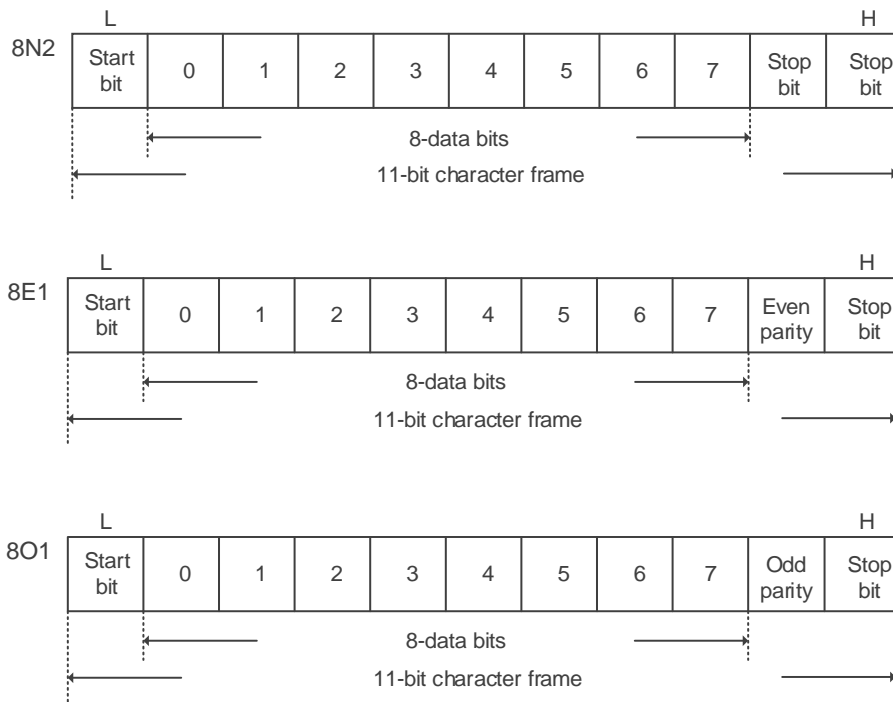 L H
8N2 Start bit 0 1 2 3 4 5 6 7 Stop bit Stop bit
8-data bits
11-bit character frame
L H
8E1 Start bit 0 1 2 3 4 5 6 7 Even parity Stop bit
8-data bits
11-bit character frame
L H
8O1 Start bit 0 1 2 3 4 5 6 7 Odd parity Stop bit
8-data bits
11-bit character frame